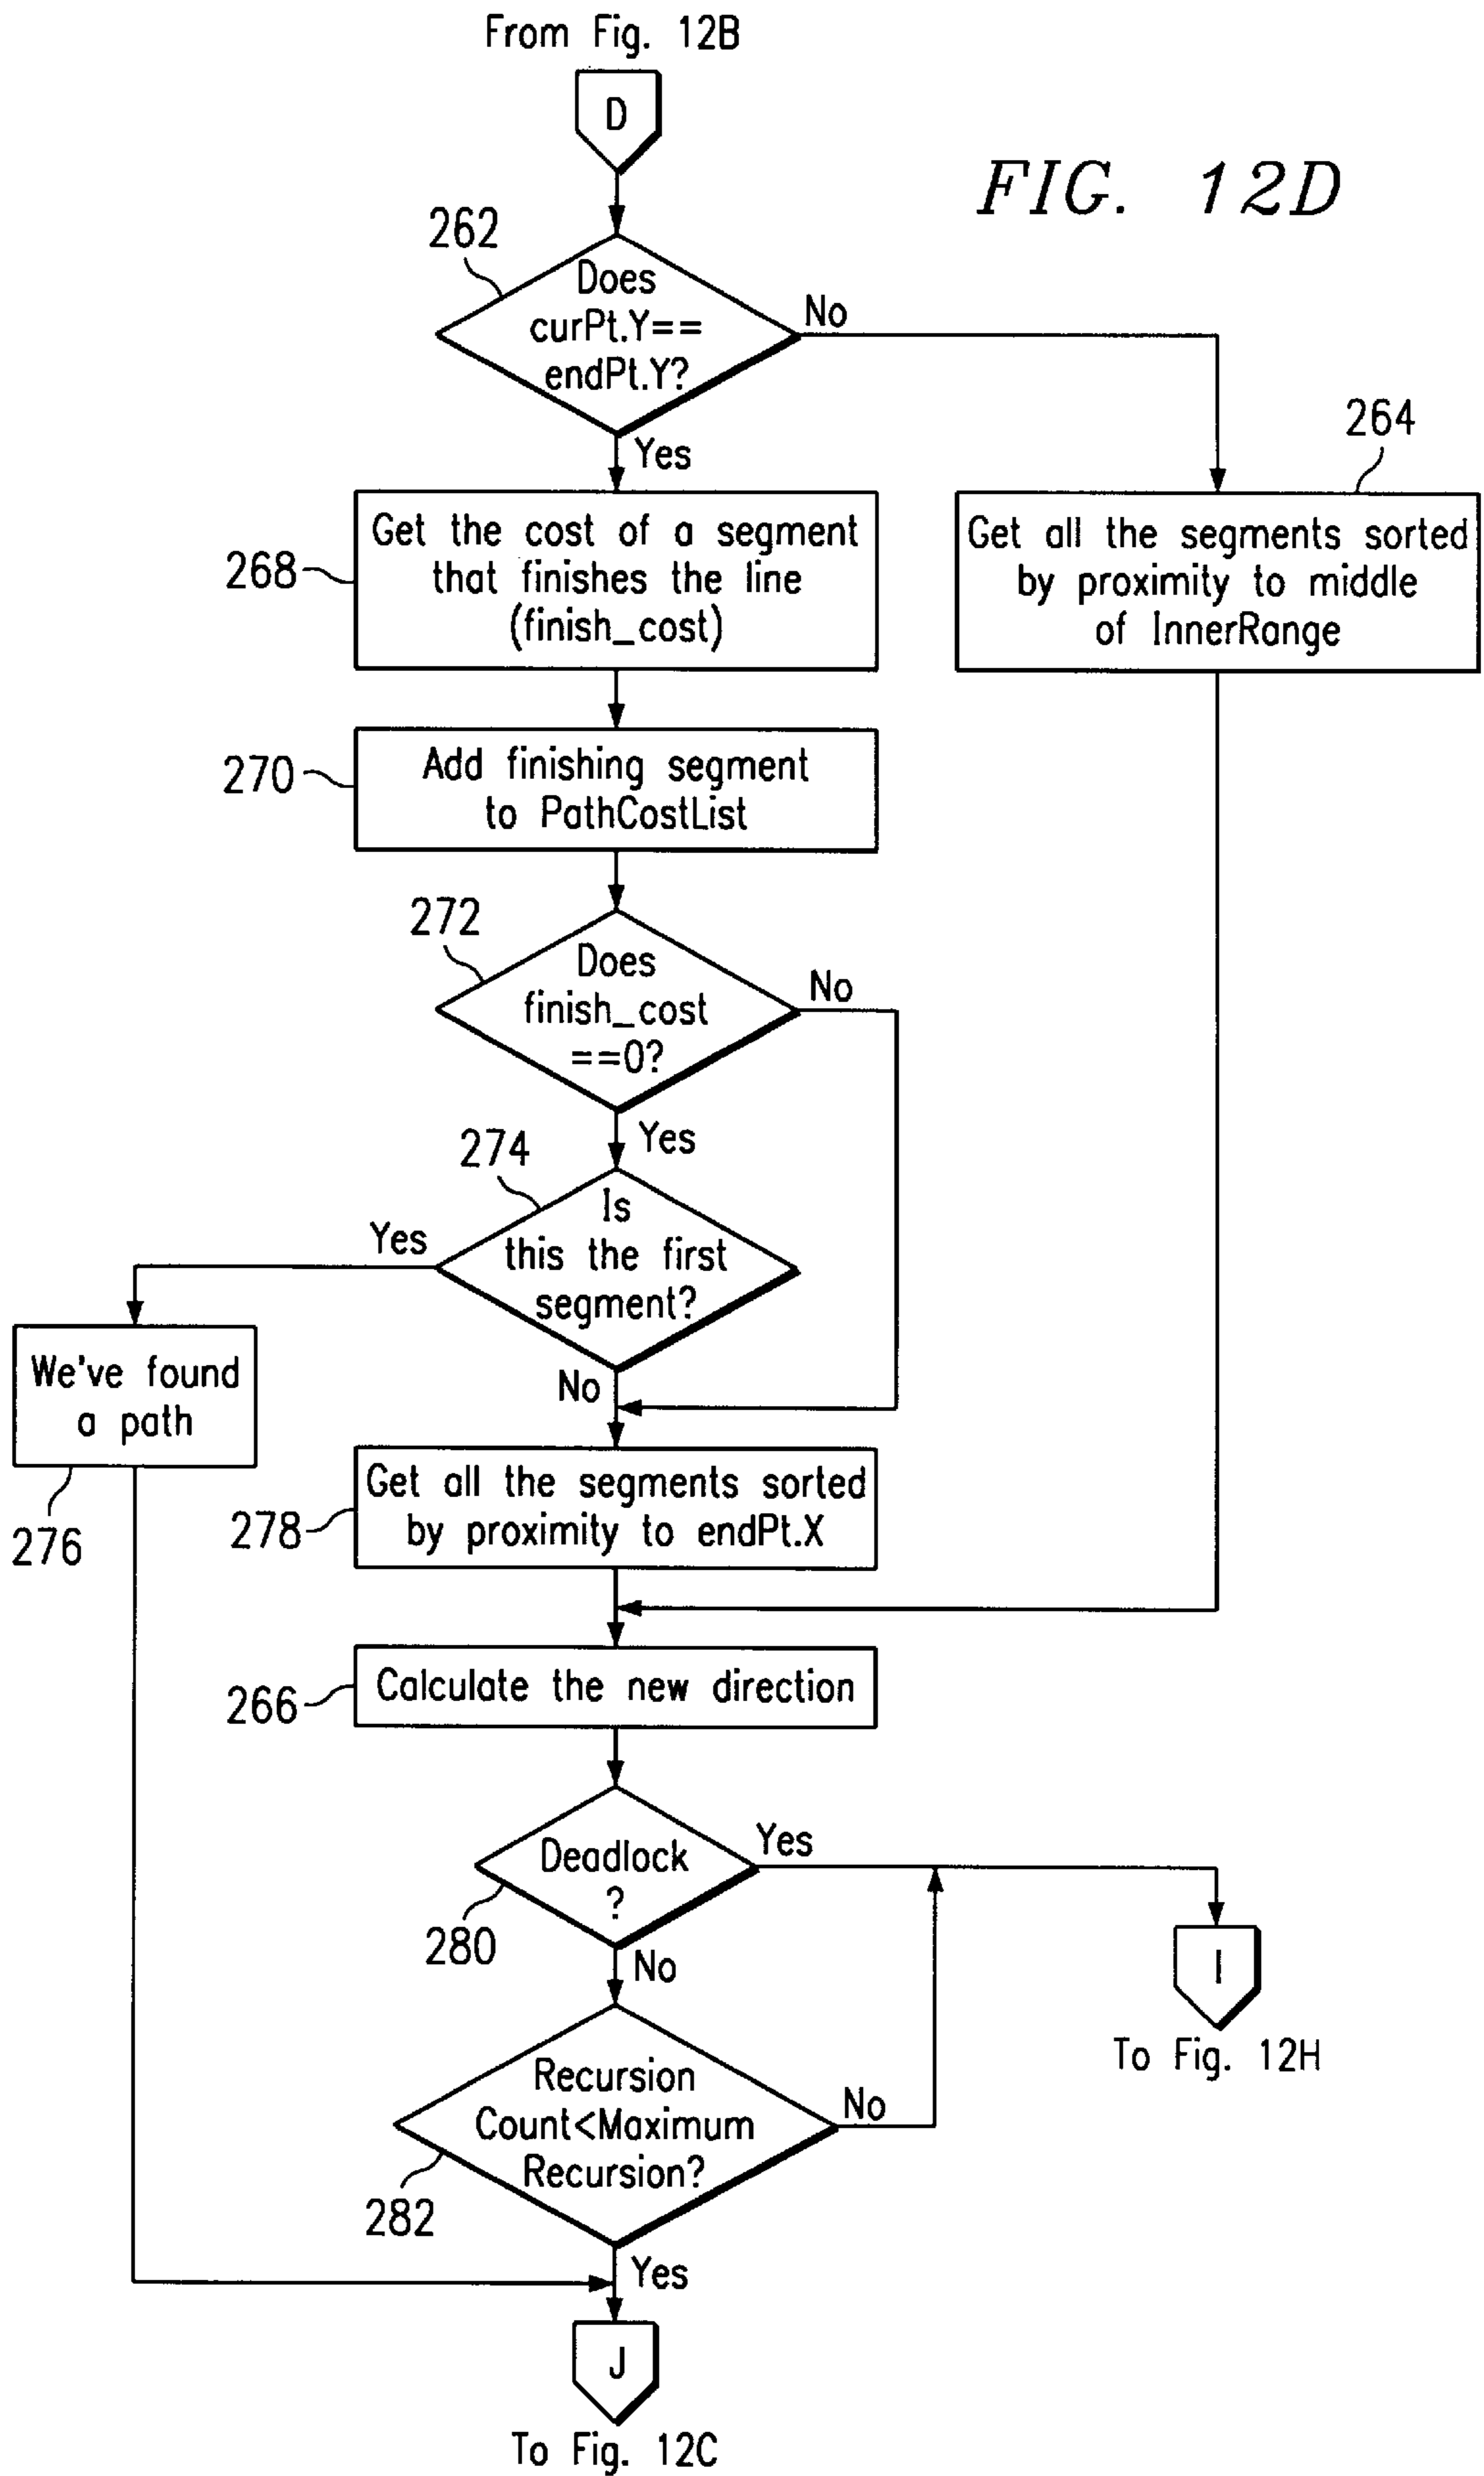 From Fig. 12B
D
FIG. 12D
262
Does
curPt.Y==
endPt.Y?
No
Yes
264
Get all the segments sorted
by proximity to middle
of InnerRange
268
Get the cost of a segment
that finishes the line
(finish_cost)
270
Add finishing segment
to PathCostList
272
Does
finish_cost
==0?
No
Yes
274
Is
this the first
segment?
Yes
No
We've found
a path
276
278
Get all the segments sorted
by proximity to endPt.X
266
Calculate the new direction
Deadlock
?
Yes
280
No
I
To Fig. 12H
Recursion
Count<Maximum
Recursion?
No
282
Yes
J
To Fig. 12C